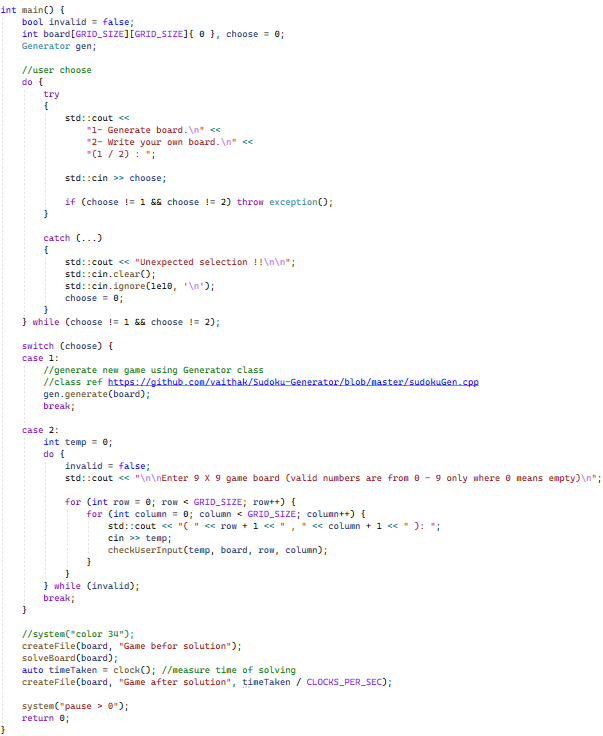 int main() {
    bool invalid = false;
    int board[GRID_SIZE][GRID_SIZE]{ 0 }, choose = 0;
    Generator gen;

    //user choose
    do {
        try
        {
            std::cout <<
                "1- Generate board.\n" <<
                "2- Write your own board.\n" <<
                "(1 / 2) : ";

            std::cin >> choose;

            if (choose != 1 && choose != 2) throw exception();
        }

        catch (...)
        {
            std::cout << "Unexpected selection !!\n\n";
            std::cin.clear();
            std::cin.ignore(1e10, '\n');
            choose = 0;
        }
    } while (choose != 1 && choose != 2);

    switch (choose) {
    case 1:
        //generate new game using Generator class
        //class ref https://github.com/vaithak/Sudoku-Generator/blob/master/sudokuGen.cpp
        gen.generate(board);
        break;

    case 2:
        int temp = 0;
        do {
            invalid = false;
            std::cout << "\n\nEnter 9 X 9 game board (valid numbers are from 0 - 9 only where 0 means empty)\n";

            for (int row = 0; row < GRID_SIZE; row++) {
                for (int column = 0; column < GRID_SIZE; column++) {
                    std::cout << "( " << row + 1 << " , " << column + 1 << " ): ";
                    cin >> temp;
                    checkUserInput(temp, board, row, column);
                }
            }
        } while (invalid);
        break;
    }

    //system("color 34");
    createFile(board, "Game befor solution");
    solveBoard(board);
    auto timeTaken = clock(); //measure time of solving
    createFile(board, "Game after solution", timeTaken / CLOCKS_PER_SEC);

    system("pause > 0");
    return 0;
}